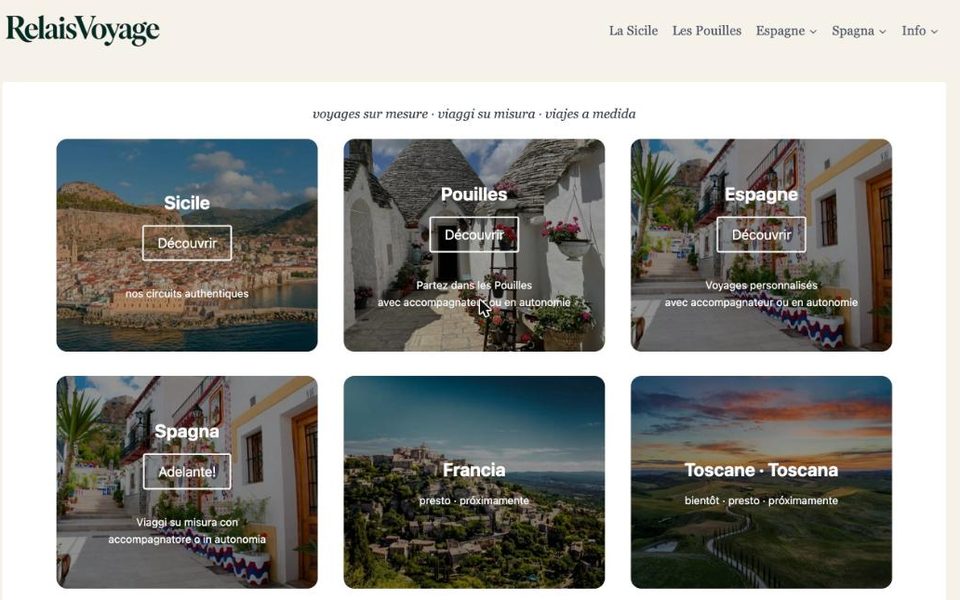 RelaisVoyage
La Sicile Les Pouilles Espagne Spagna Info
voyages sur mesure · viaggi su misura · viajes a medida
Sicile
Découvrir
nos circuits authentiques
Pouilles
Découvrir
Partez dans les Pouilles
avec accompagnateur ou en autonomie
Espagne
Découvrir
Voyages personnalisés
avec accompagnateur ou en autonomie
Spagna
Adelante!
Viaggi su misura con
accompagnatore o in autonomia
Francia
presto · próximamente
Toscane · Toscana
bientôt · presto · próximamente